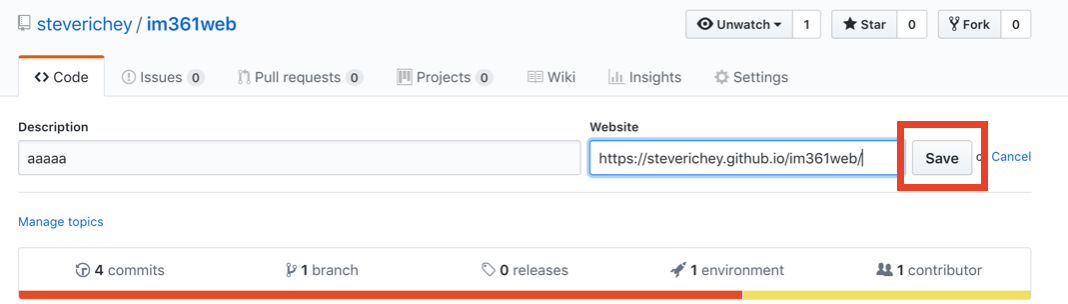 steverichey / im361web Unwatch 1 Star 0 Fork 0
Code Issues 0 Pull requests 0 Projects 0 Wiki Insights Settings
Description Website
aaaaa https://steverichey.github.io/im361web/ Save or Cancel
Manage topics
4 commits 1 branch 0 releases 1 environment 1 contributor